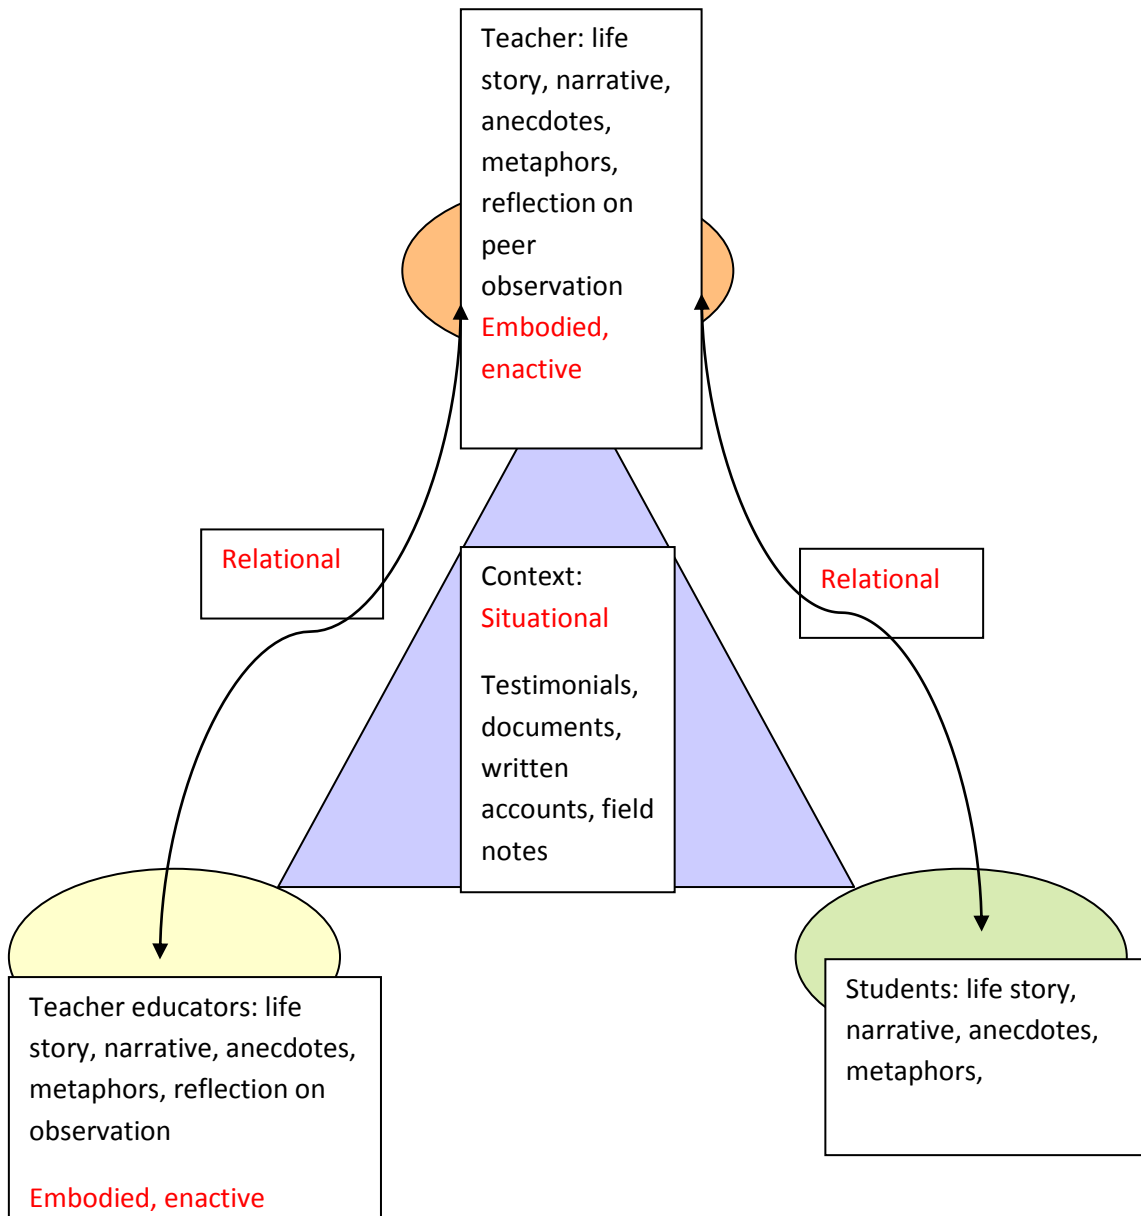 Teacher: life
story, narrative,
anecdotes,
metaphors,
reflection on
peer
observation
Embodied,
enactive
Relational
Relational
Context:
Situational
Testimonials,
documents,
written
accounts, field
notes
Teacher educators: life
story, narrative, anecdotes,
metaphors, reflection on
observation
Embodied, enactive
Students: life story,
narrative, anecdotes,
metaphors,